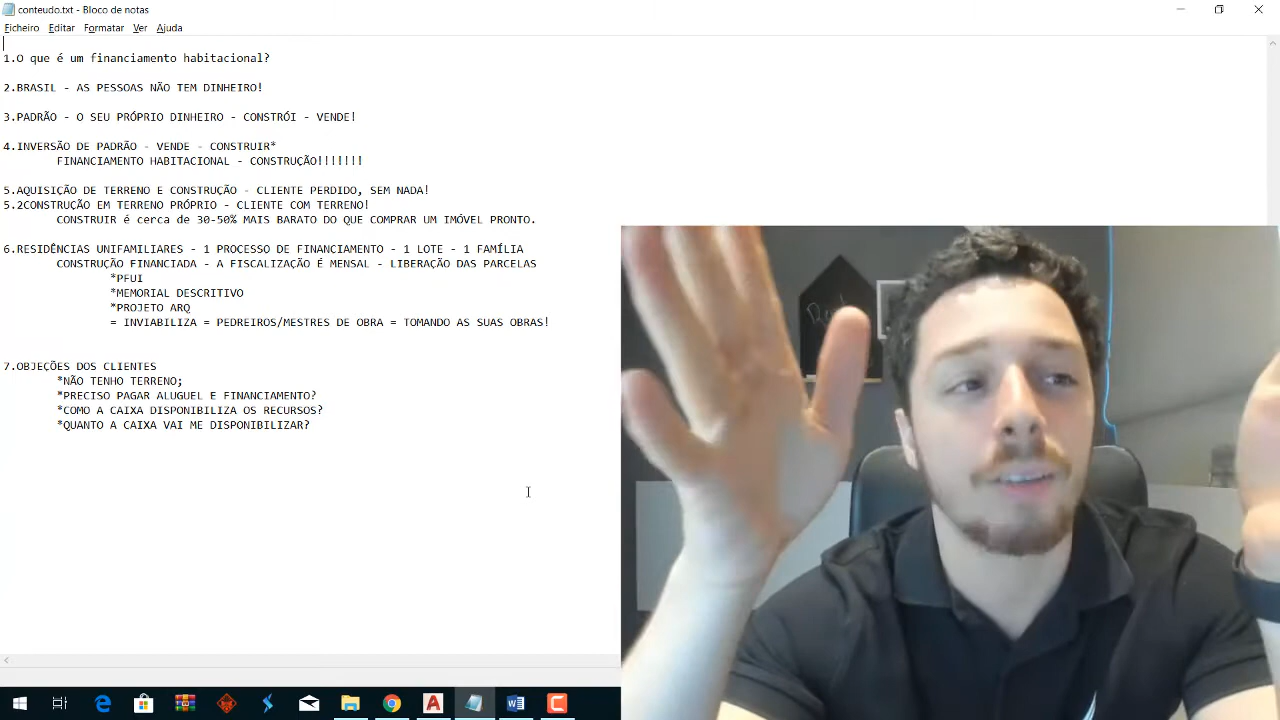 conteudo.txt - Bloco de notas
Ficheiro Editar Formatar Ver Ajuda
1.O que é um financiamento habitacional?
2.BRASIL - AS PESSOAS NÃO TEM DINHEIRO!
3.PADRÃO - O SEU PRÓPRIO DINHEIRO - CONSTRÓI - VENDE!
4.INVERSÃO DE PADRÃO - VENDE - CONSTRUIR*
FINANCIAMENTO HABITACIONAL - CONSTRUÇÃO!!!!!!!
5.AQUISIÇÃO DE TERRENO E CONSTRUÇÃO - CLIENTE PERDIDO, SEM NADA!
5.2CONSTRUÇÃO EM TERRENO PRÓPRIO - CLIENTE COM TERRENO!
CONSTRUIR é cerca de 30-50% MAIS BARATO DO QUE COMPRAR UM IMÓVEL PRONTO.
6.RESIDÊNCIAS UNIFAMILIARES - 1 PROCESSO DE FINANCIAMENTO - 1 LOTE - 1 FAMÍLIA
CONSTRUÇÃO FINANCIADA - A FISCALIZAÇÃO É MENSAL - LIBERAÇÃO DAS PARCELAS
*PFUI
*MEMORIAL DESCRITIVO
*PROJETO ARQ
= INVIABILIZA = PEDREIROS/MESTRES DE OBRA = TOMANDO AS SUAS OBRAS!
7.OBJEÇÕES DOS CLIENTES
*NÃO TENHO TERRENO;
*PRECISO PAGAR ALUGUEL E FINANCIAMENTO?
*COMO A CAIXA DISPONIBILIZA OS RECURSOS?
*QUANTO A CAIXA VAI ME DISPONIBILIZAR?